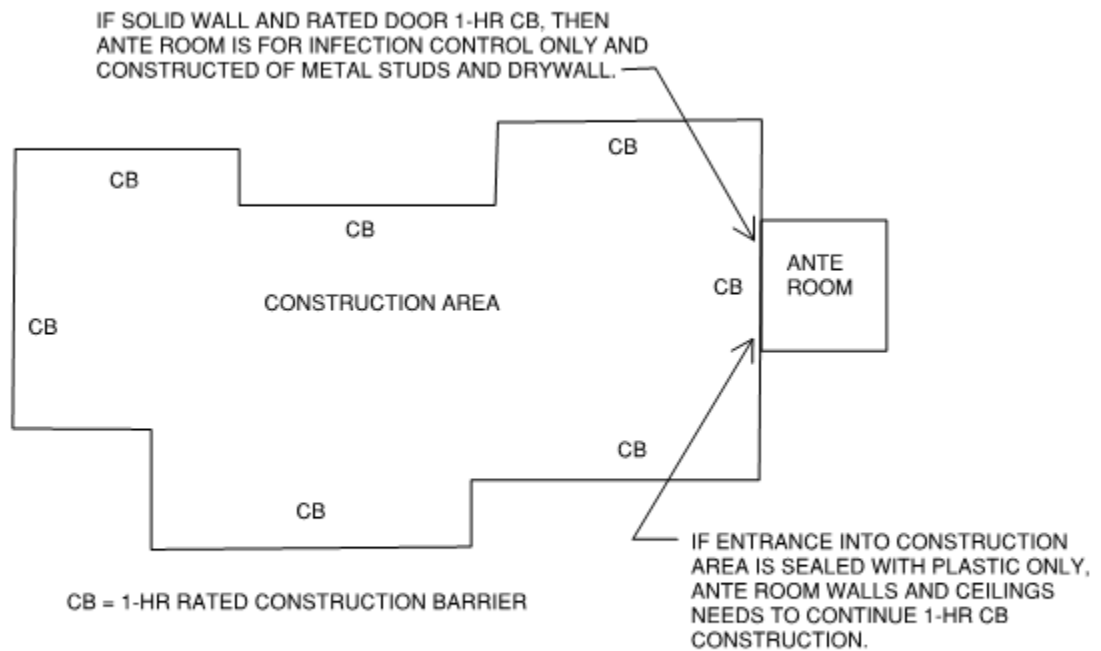 IF SOLID WALL AND RATED DOOR 1-HR CB, THEN
ANTE ROOM IS FOR INFECTION CONTROL ONLY AND
CONSTRUCTED OF METAL STUDS AND DRYWALL.
CB
CB
CB
ANTE
ROOM
CB
CONSTRUCTION AREA
CB
CB
CB
IF ENTRANCE INTO CONSTRUCTION
AREA IS SEALED WITH PLASTIC ONLY,
ANTE ROOM WALLS AND CEILINGS
NEEDS TO CONTINUE 1-HR CB
CONSTRUCTION.
CB = 1-HR RATED CONSTRUCTION BARRIER